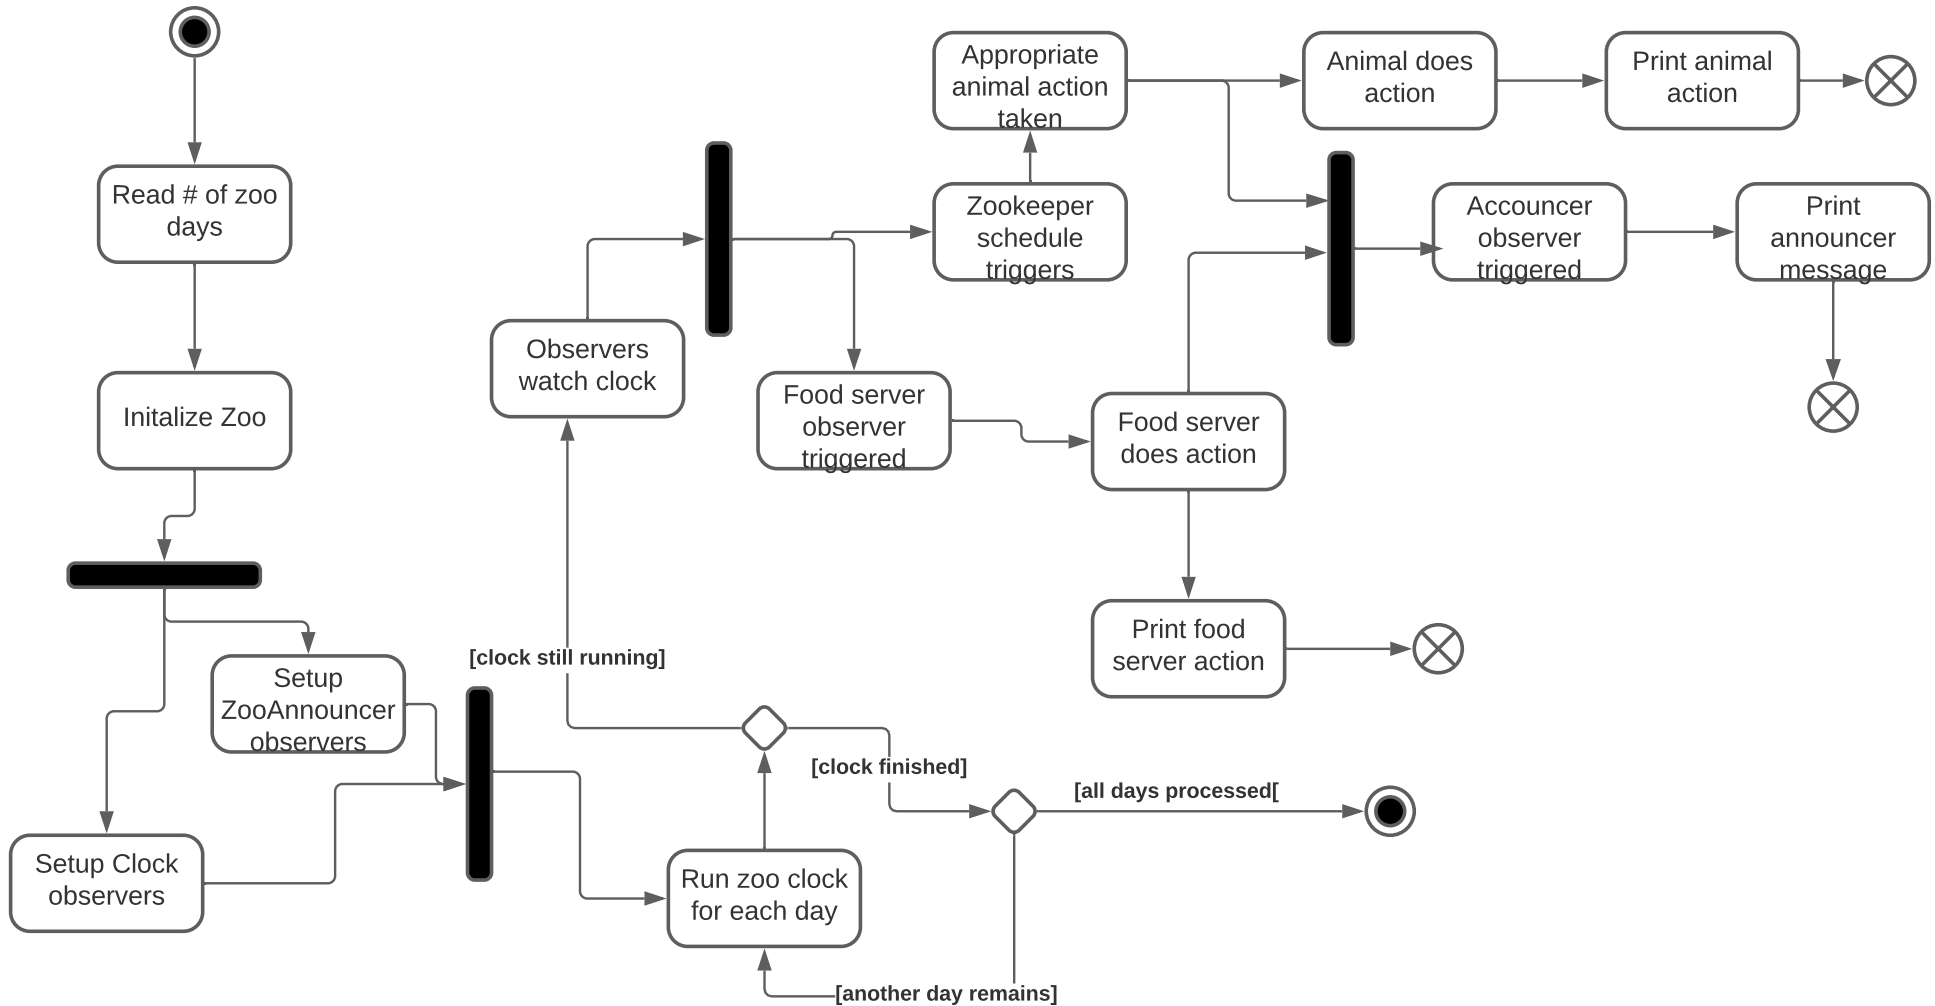 Appropriate
animal action
taken
Animal does
action
Print animal
action
Read # of zoo
days
Zookeeper
schedule
triggers
Accouncer
observer
triggered
Print
announcer
message
Observers
watch clock
Initalize Zoo
Food server
observer
triggered
Food server
does action
Print food
server action
[clock still running]
Setup
ZooAnnouncer
observers
[clock finished]
[all days processed[
Setup Clock
observers
Run zoo clock
for each day
[another day remains]